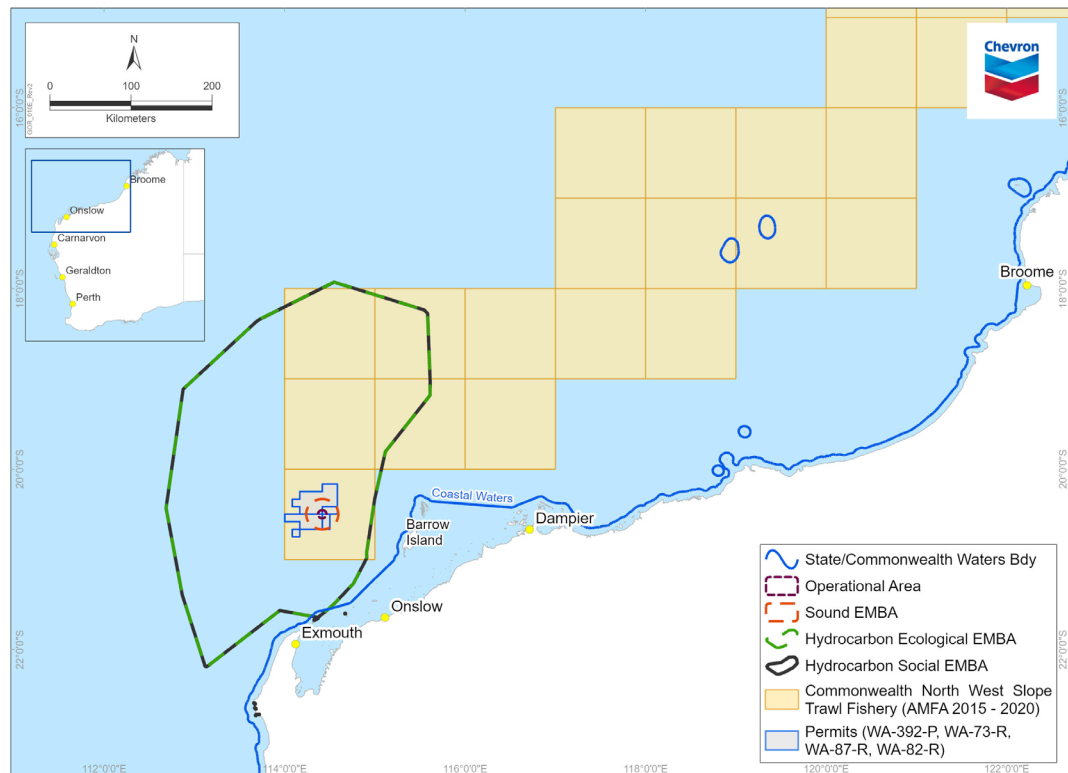 N
0 100 200
Kilometers
GOR_010E_Rev2
Broome
Onslow
Carnarvon
Geraldton
Perth
Chevron
16°0'0"S
16°0'0"S
18°0'0"S
18°0'0"S
20°0'0"S
20°0'0"S
22°0'0"S
22°0'0"S
Broome
Coastal Waters
Barrow
Island
Dampier
Onslow
Exmouth
State/Commonwealth Waters Bdy
Operational Area
Sound EMBA
Hydrocarbon Ecological EMBA
Hydrocarbon Social EMBA
Commonwealth North West Slope
Trawl Fishery (AMFA 2015 - 2020)
Permits (WA-392-P, WA-73-R,
WA-87-R, WA-82-R)
112°0'0"E 114°0'0"E 116°0'0"E 118°0'0"E 120°0'0"E 122°0'0"E